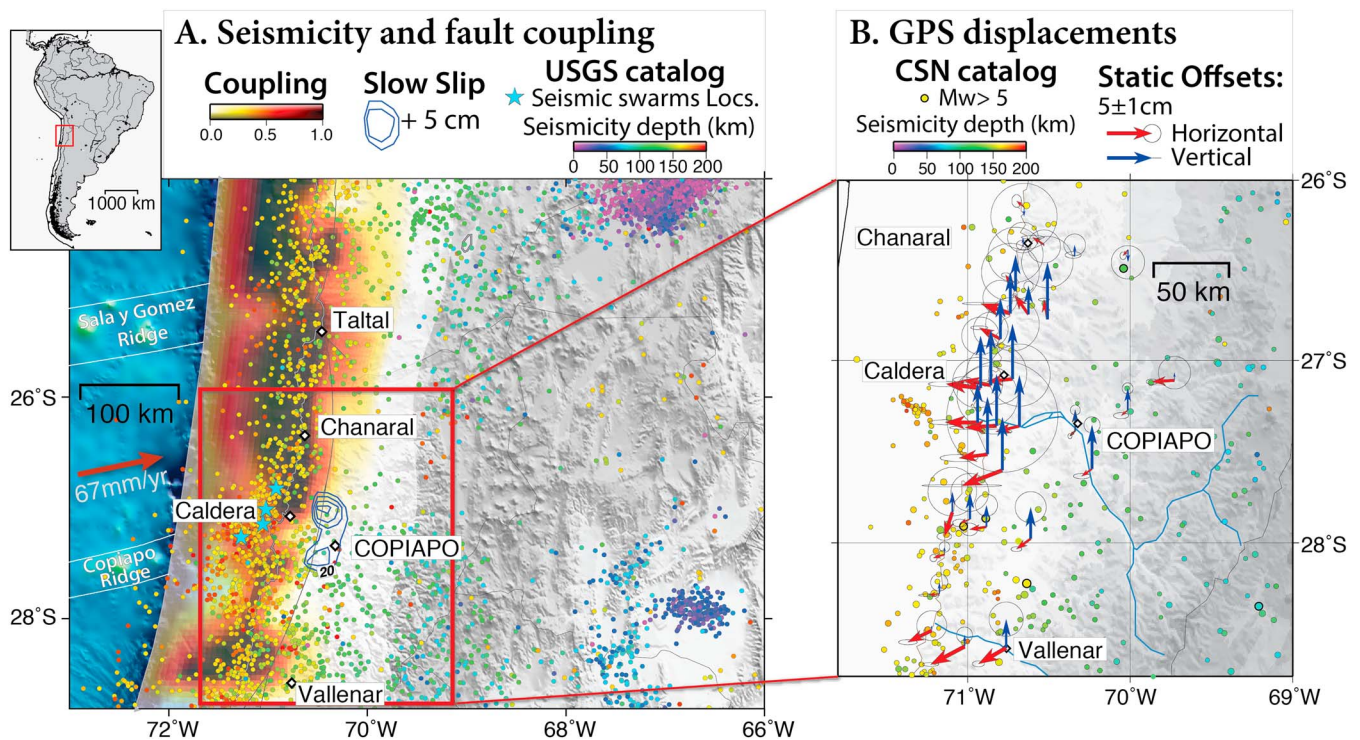 A. Seismicity and fault coupling
Coupling
0.0 0.5 1.0
Slow Slip
+ 5 cm
USGS catalog
Seismic swarms Locs.
Seismicity depth (km)
0 50 100 150 200
1000 km
Sala y Gomez
Ridge
100 km
67mm/yr
Copiapo
Ridge
Taltal
Chanaral
Caldera
COPIAPO
20
Vallenar
26°S
28°S
72°W 70°W 68°W 66°W
B. GPS displacements
CSN catalog
Mw> 5
Seismicity depth (km)
0 50 100 150 200
Static Offsets:
5±1cm
Horizontal
Vertical
Chanaral
50 km
Caldera
COPIAPO
Vallenar
26°S
27°S
28°S
71°W 70°W 69°W